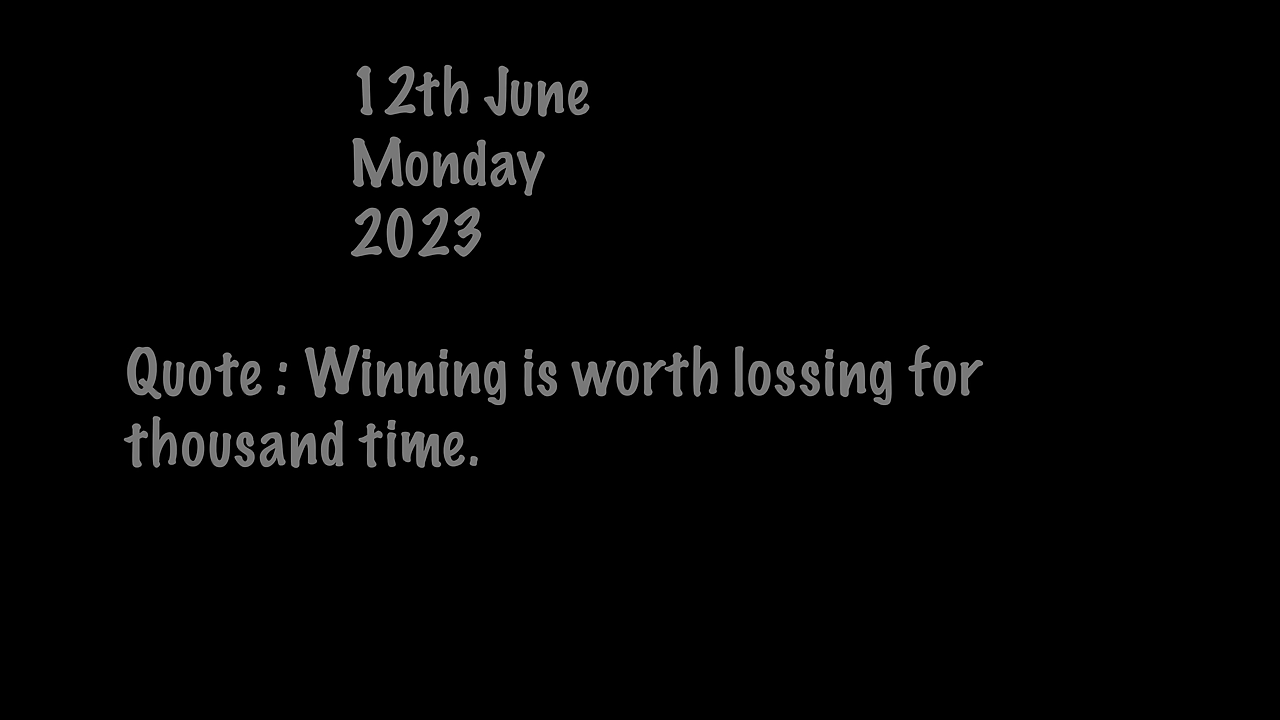 12th June
Monday
2023
Quote : Winning is worth lossing for
thousand time.